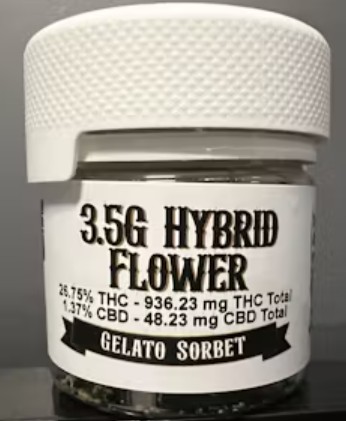 3.5G HYBRID
FLOWER
26.75% THC - 936.23 mg THC Total
1.37% CBD - 48.23 mg CBD Total
GELATO SORBET